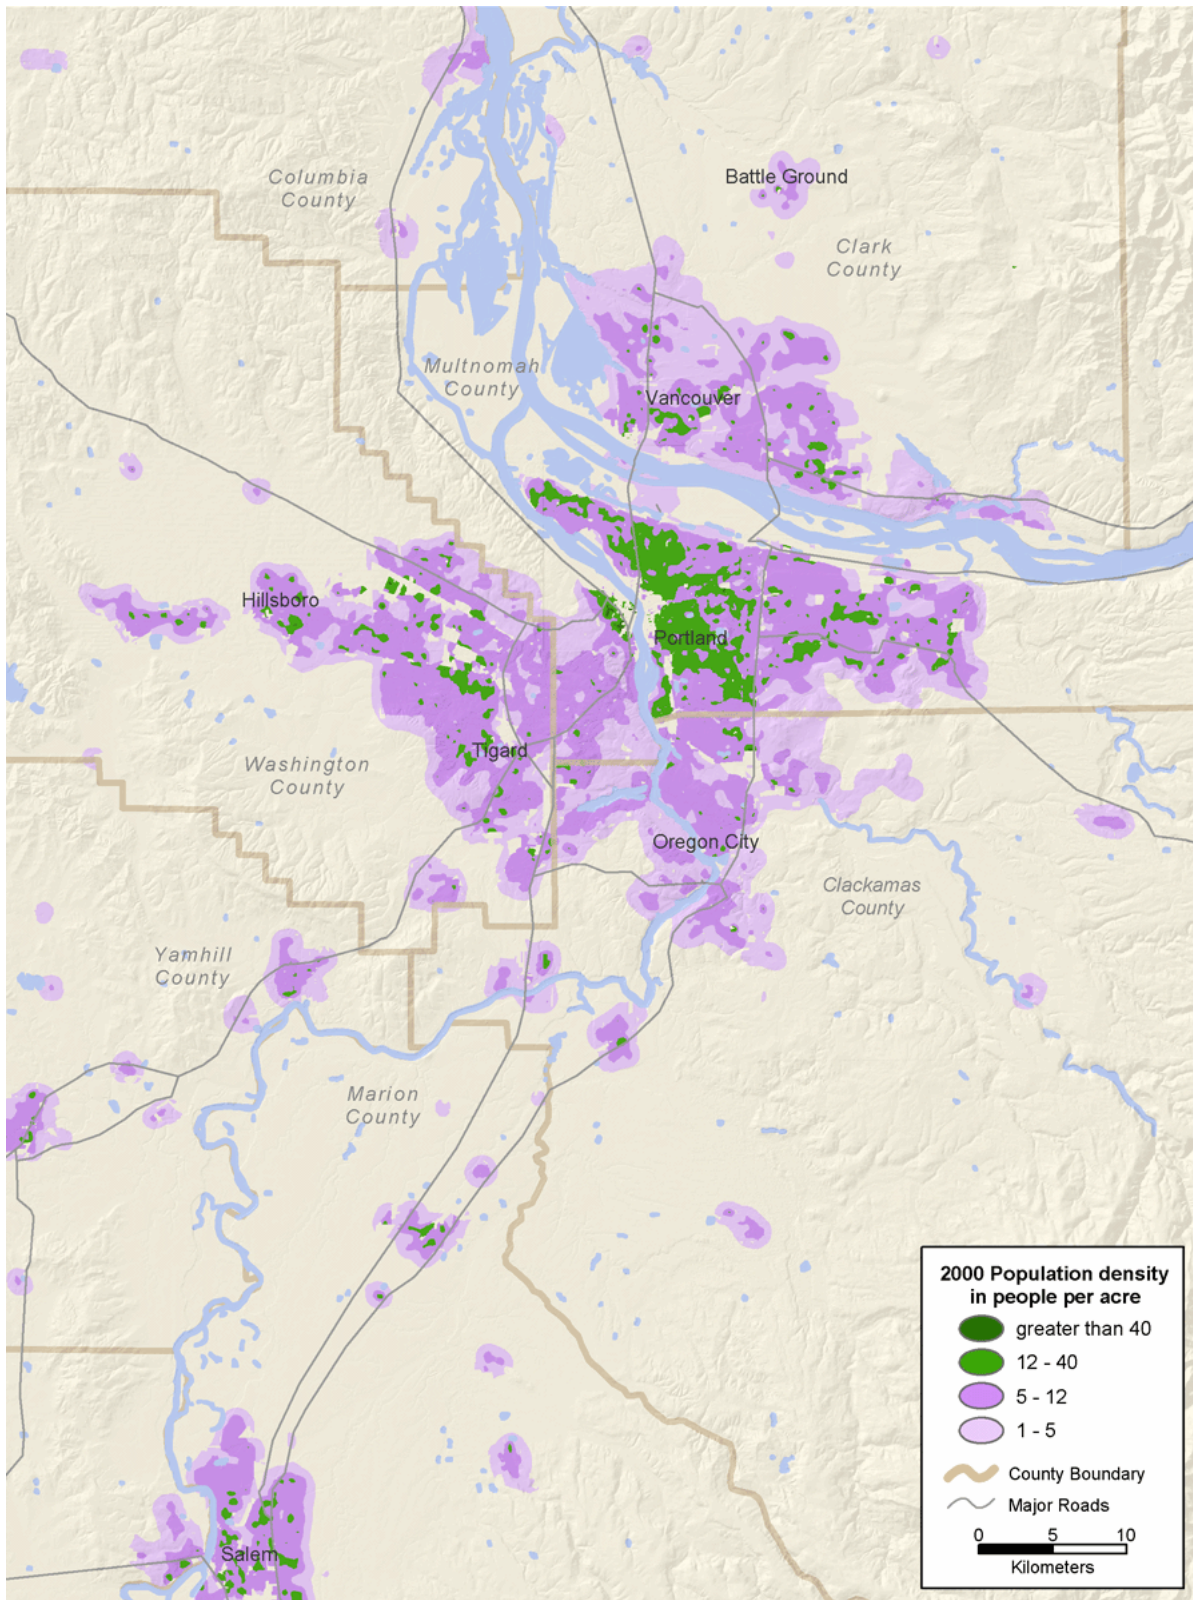 Columbia
County
Battle Ground
Clark
County
Multnomah
County
Vancouver
Hillsboro
Portland
Tigard
Washington
County
Oregon City
Clackamas
County
Yamhill
County
Marion
County
Salem
2000 Population density
in people per acre
greater than 40
12 - 40
5 - 12
1 - 5
County Boundary
Major Roads
0 5 10
Kilometers